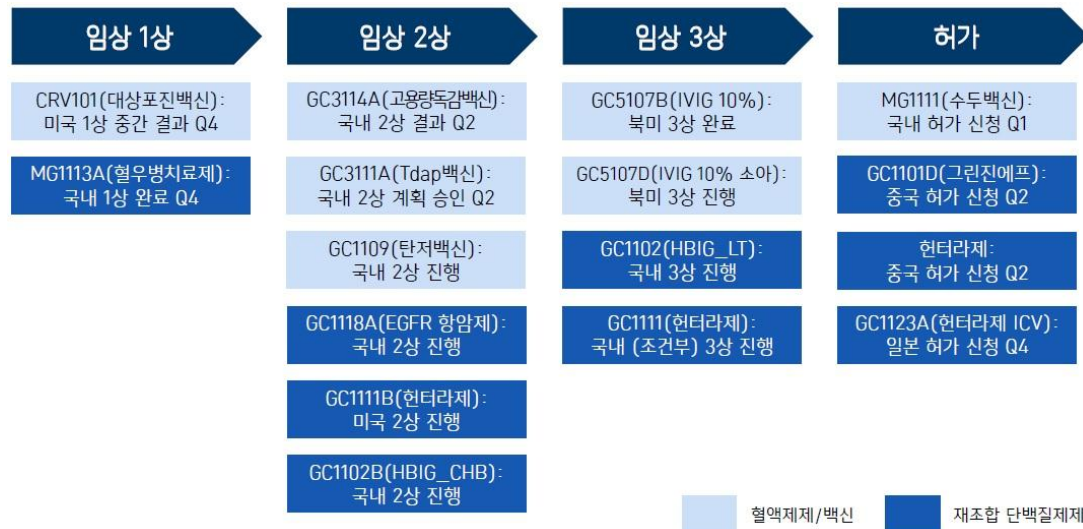 임상 1상
임상 2상
임상 3상
허가
CRV101(대상포진백신):
미국 1상 중간 결과 Q4
MG1113A(혈우병치료제):
국내 1상 완료 Q4
GC3114A(고용량독감백신):
국내 2상 결과 Q2
GC3111A(Tdap백신):
국내 2상 계획 승인 Q2
GC1109(탄저백신):
국내 2상 진행
GC1118A(EGFR 항암제):
국내 2상 진행
GC1111B(헌터라제):
미국 2상 진행
GC1102B(HBIG_CHB):
국내 2상 진행
GC5107B(IVIG 10%):
북미 3상 완료
GC5107D(IVIG 10% 소아):
북미 3상 진행
GC1102(HBIG_LT):
국내 3상 진행
GC1111(헌터라제):
국내 (조건부) 3상 진행
MG1111(수두백신):
국내 허가 신청 Q1
GC1101D(그린진에프):
중국 허가 신청 Q2
헌터라제:
중국 허가 신청 Q2
GC1123A(헌터라제 ICV):
일본 허가 신청 Q4
혈액제제/백신
재조합 단백질제제